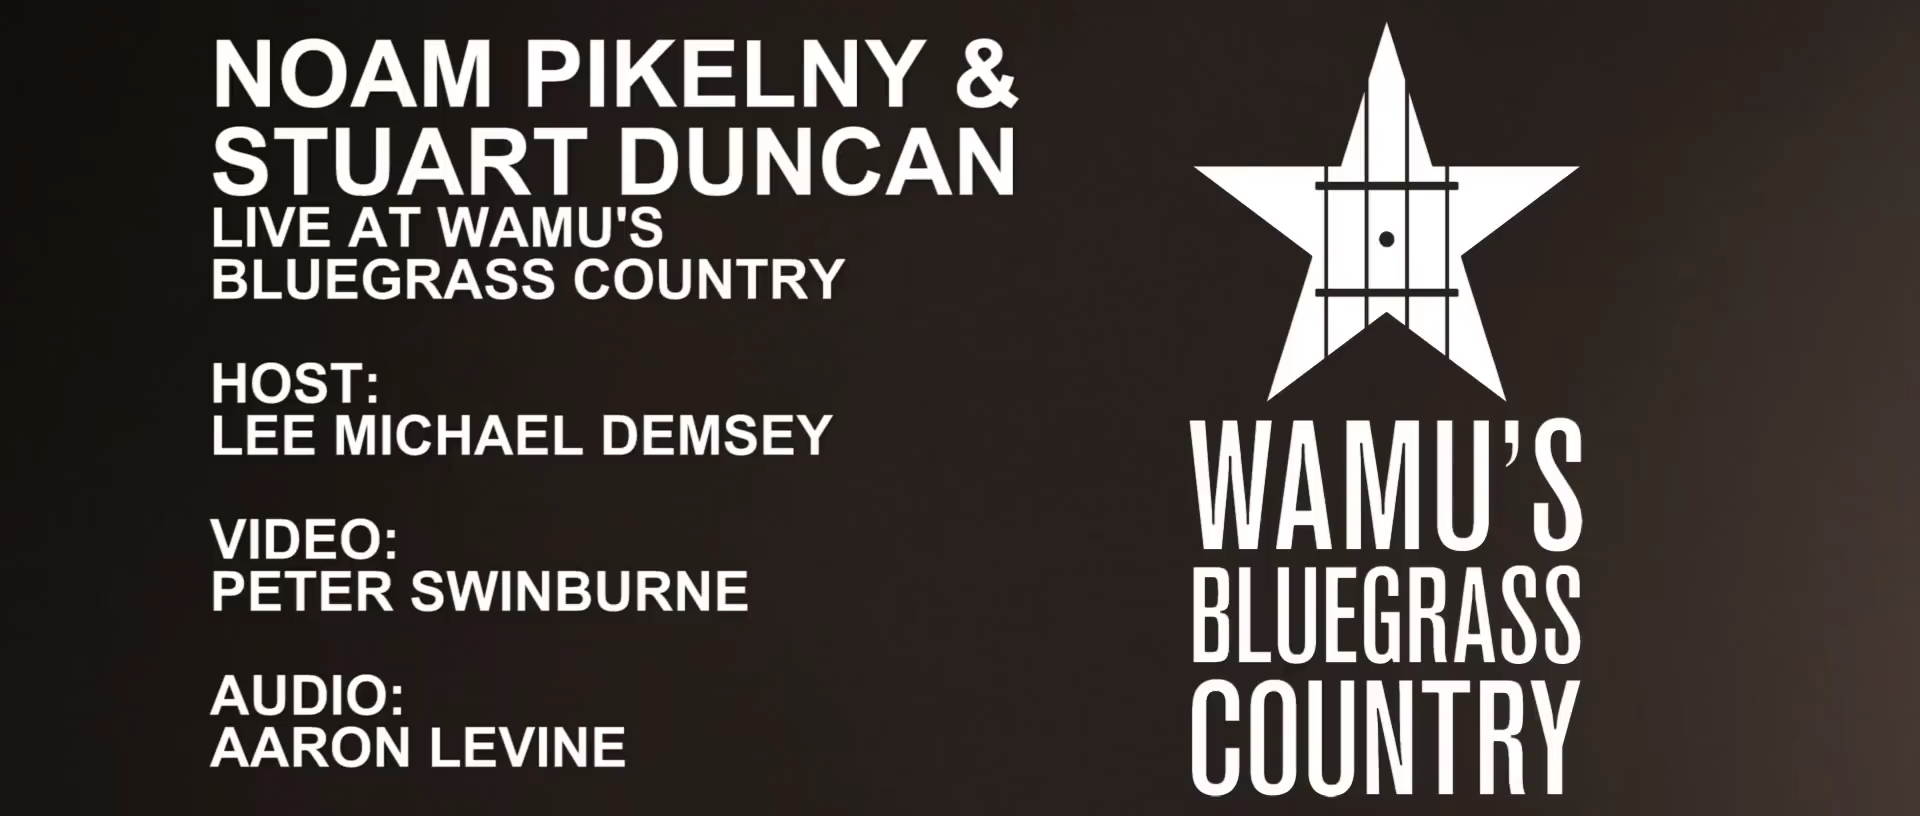 NOAM PIKELNY &
STUART DUNCAN
LIVE AT WAMU'S
BLUEGRASS COUNTRY
HOST:
LEE MICHAEL DEMSEY
VIDEO:
PETER SWINBURNE
AUDIO:
AARON LEVINE
WAMU'S
BLUEGRASS
COUNTRY